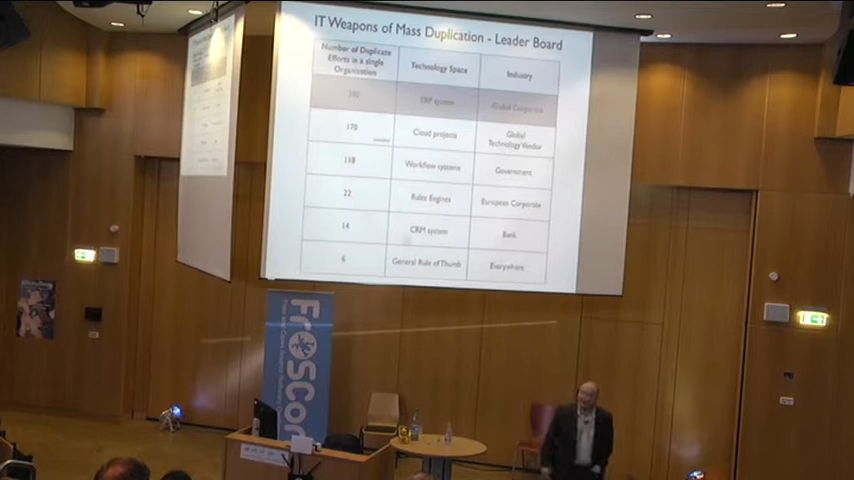 IT Weapons of Mass Duplication - Leader Board
Number of Duplicate
Efforts in a single
Organisation
Technology Space
Industry
ERP system
Global Corporate
170
Cloud projects
Global
Technology Vendor
118
Workflow systems
Government
22
Rules Engines
European Corporate
14
CRM system
Bank
6
General Rule of Thumb
Everywhere
FrOSCon